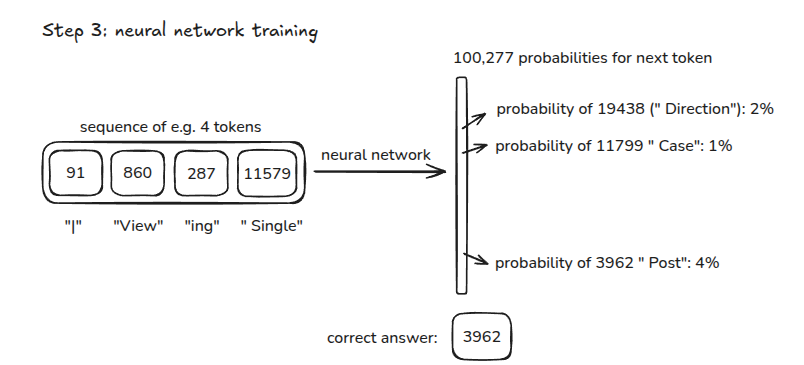 Step 3: neural network training
100,277 probabilities for next token
probability of 19438 (" Direction"): 2%
sequence of e.g. 4 tokens
probability of 11799 " Case": 1%
neural network
91 860 287 11579
"|" "View" "ing" " Single"
probability of 3962 " Post": 4%
correct answer: 3962